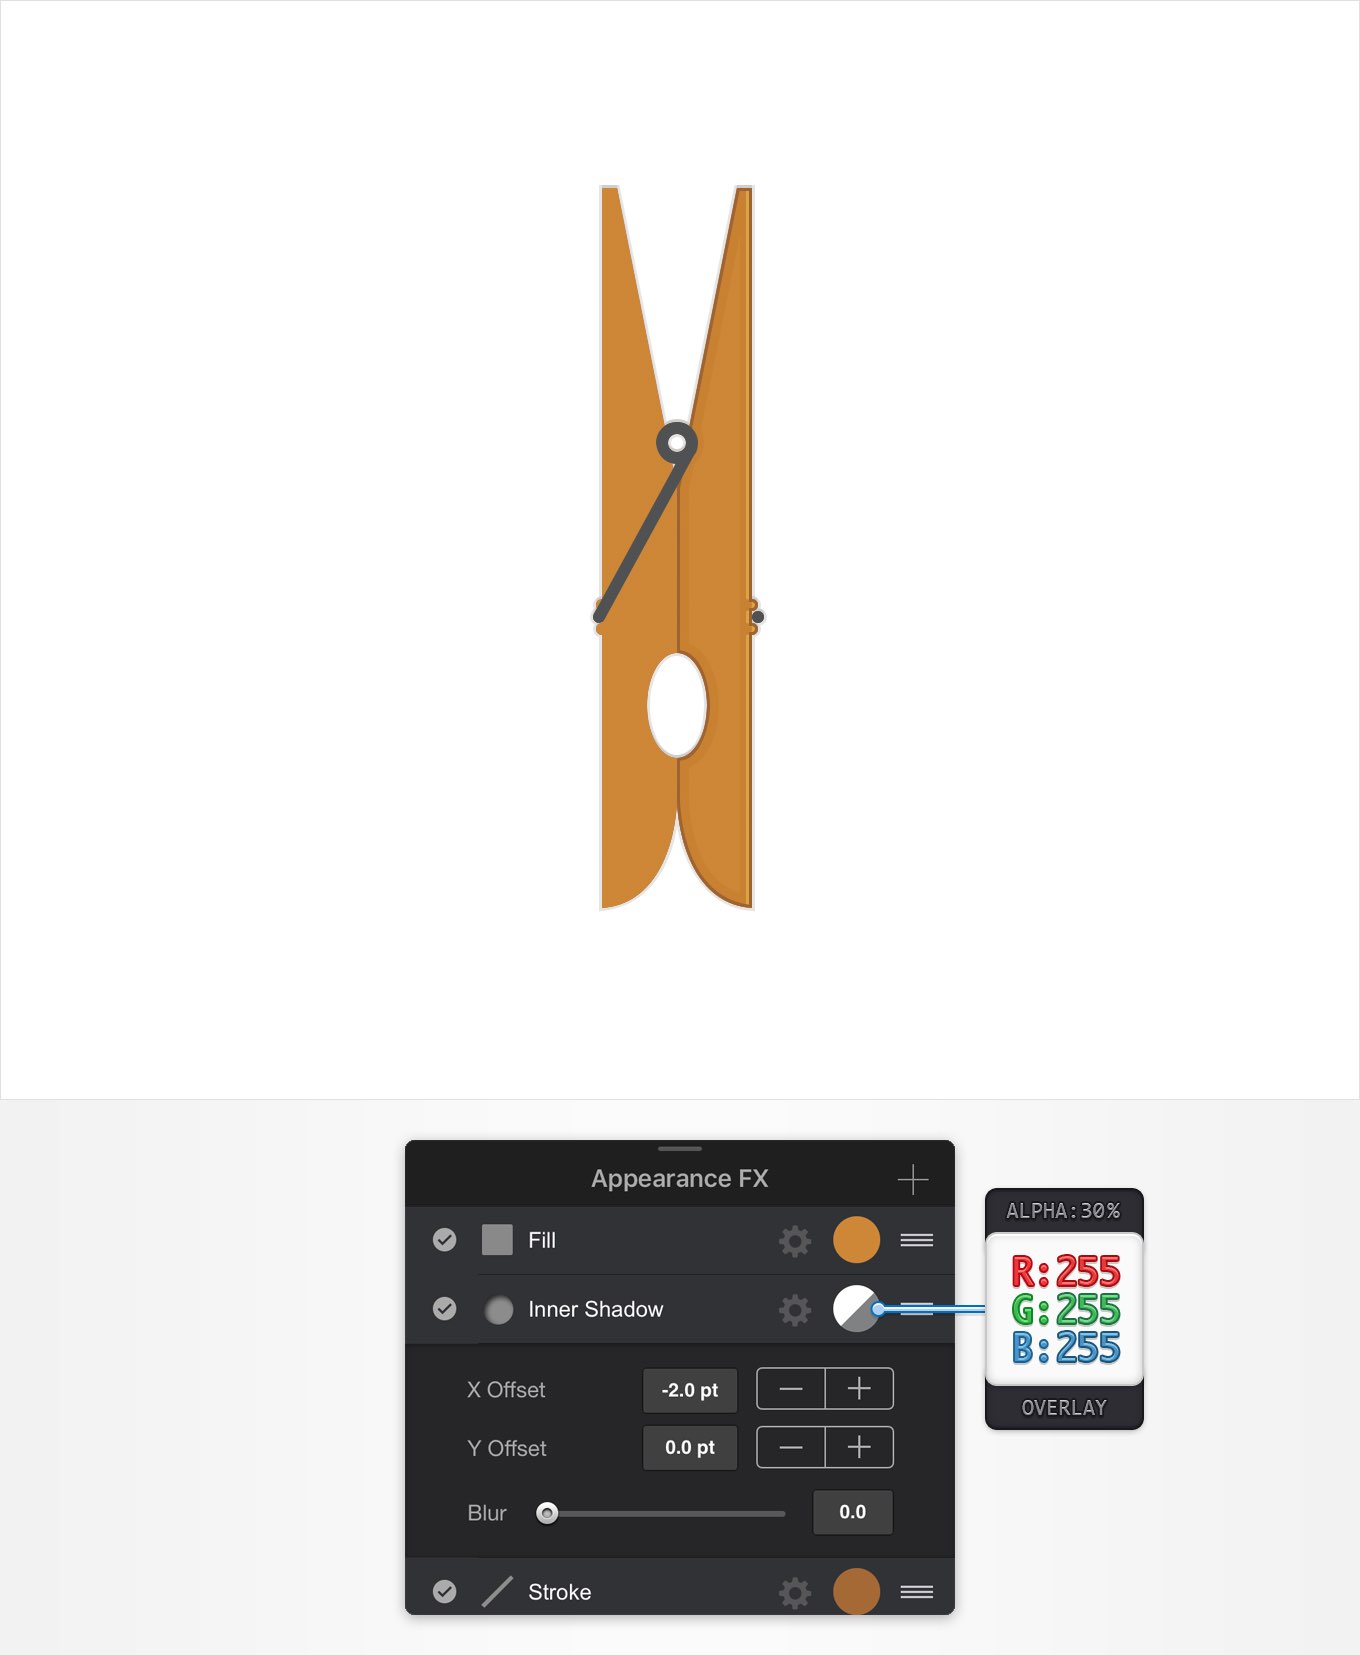 Appearance FX
Fill
ALPHA:30%
Inner Shadow
R:255
G:255
B:255
X Offset
-2.0 pt
OVERLAY
Y Offset
0.0 pt
Blur
0.0
Stroke